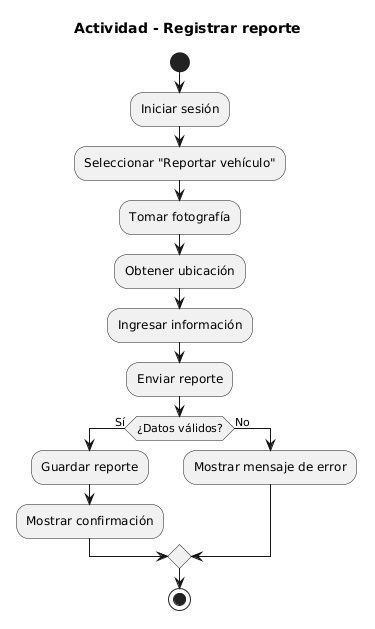 Actividad - Registrar reporte
Iniciar sesión
Seleccionar "Reportar vehículo"
Tomar fotografía
Obtener ubicación
Ingresar información
Enviar reporte
Sí
¿Datos válidos?
No
Guardar reporte
Mostrar mensaje de error
Mostrar confirmación